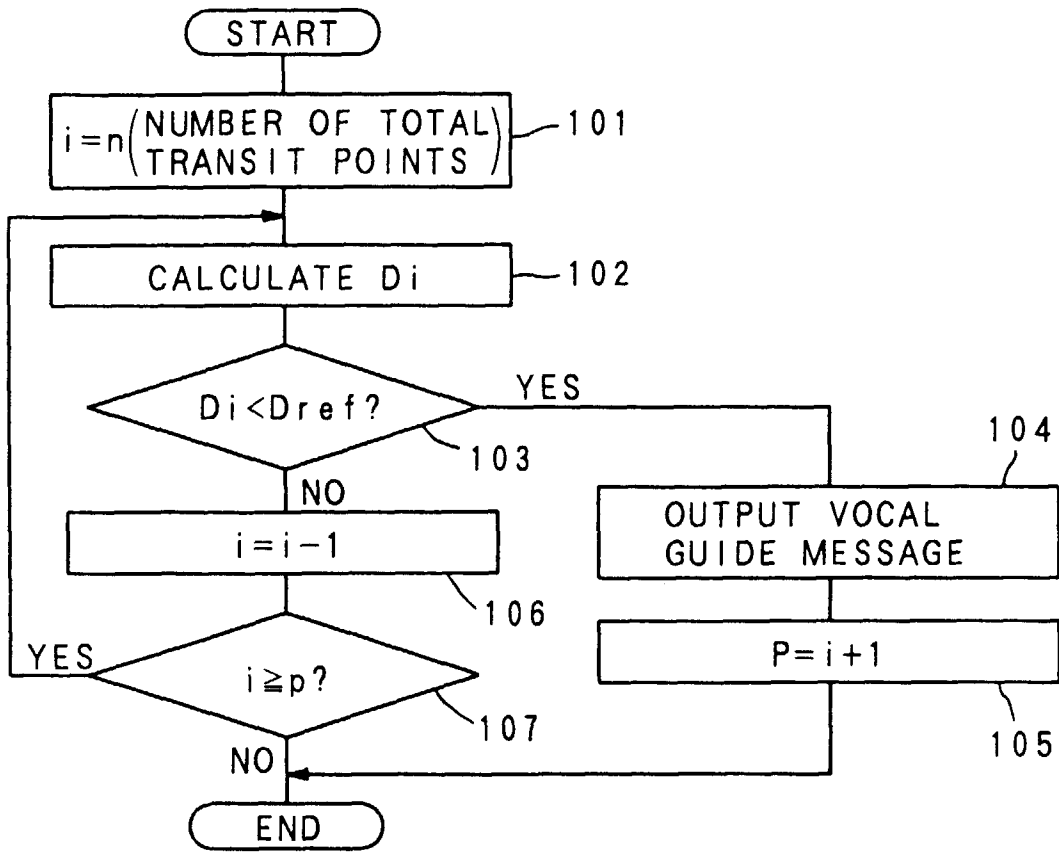 START
i=n(NUMBER OF TOTAL
TRANSIT POINTS)
101
CALCULATE Di
102
Di<Dref?
103
YES
NO
104
OUTPUT VOCAL
GUIDE MESSAGE
i=i-1
106
P=i+1
105
YES
i≧p?
107
NO
END